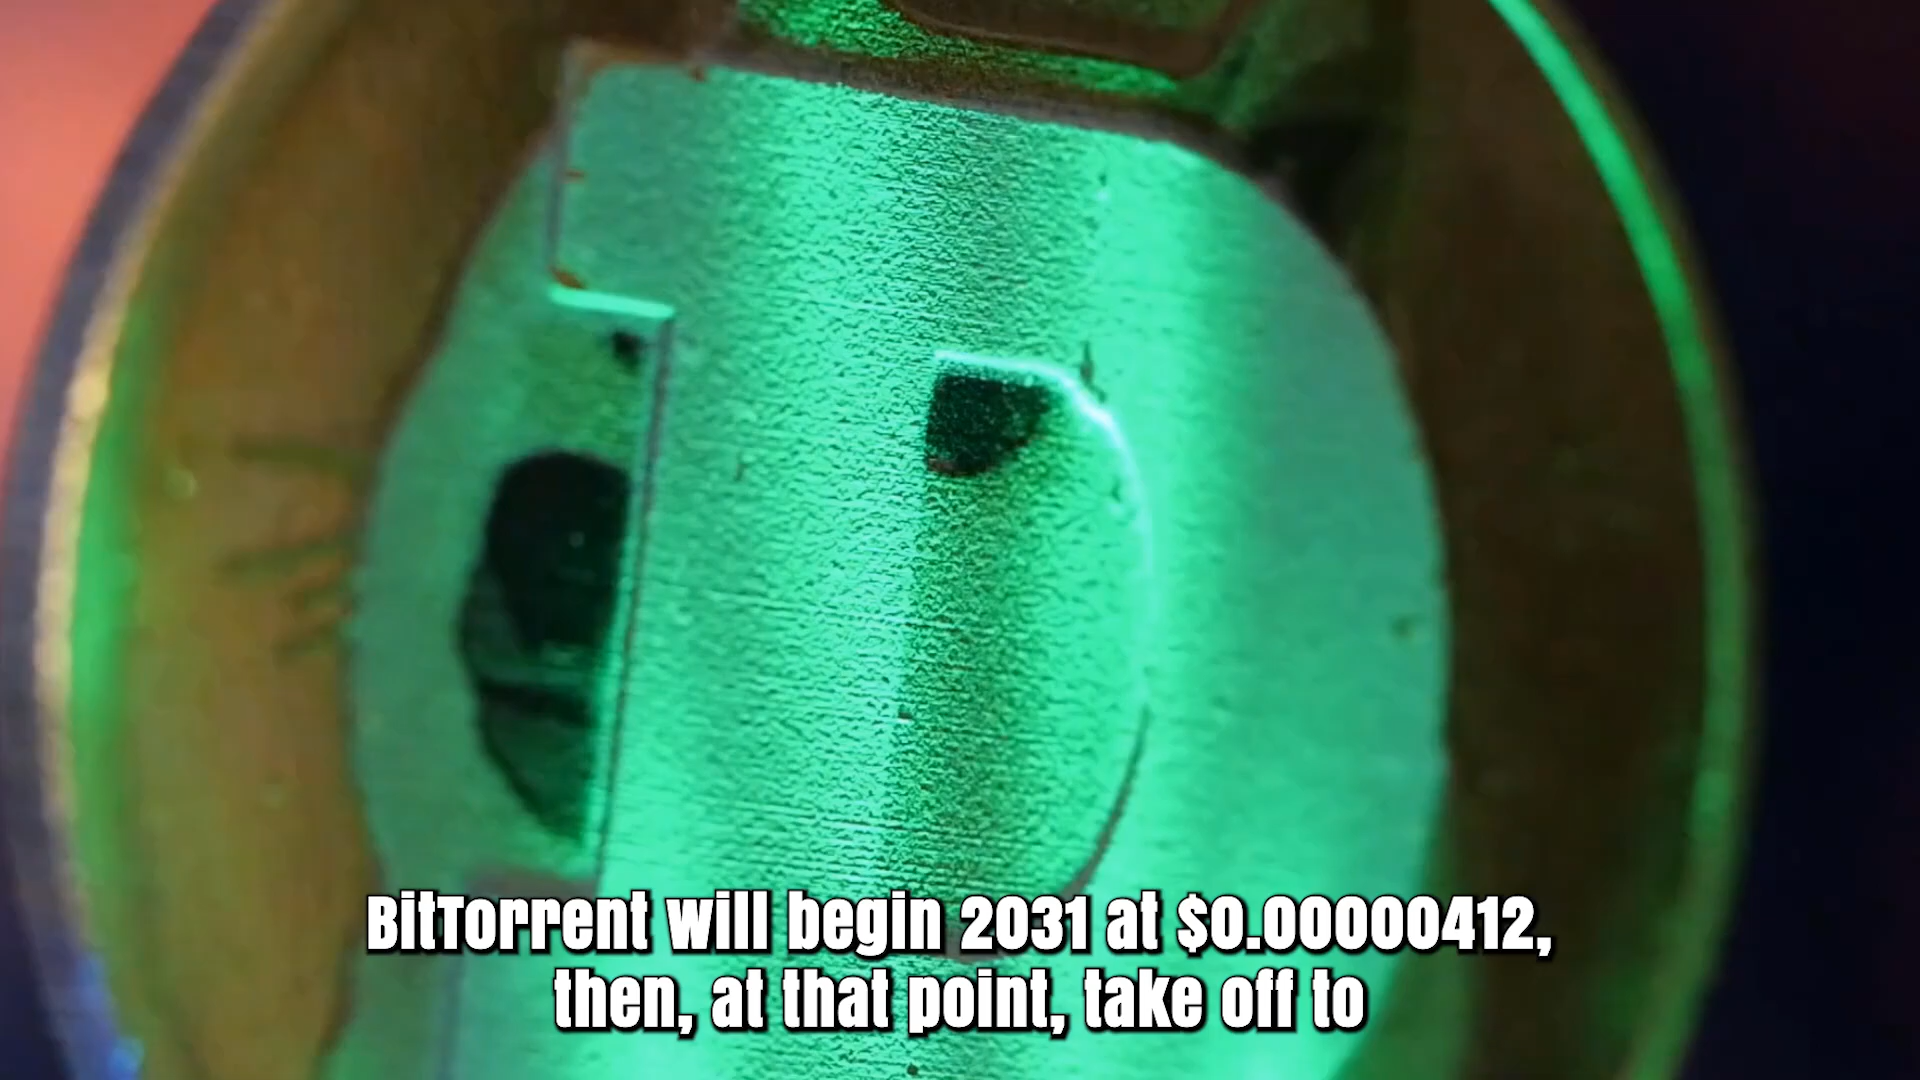 BitTorrent will begin 2031 at $0.00000412,
then, at that point, take off to